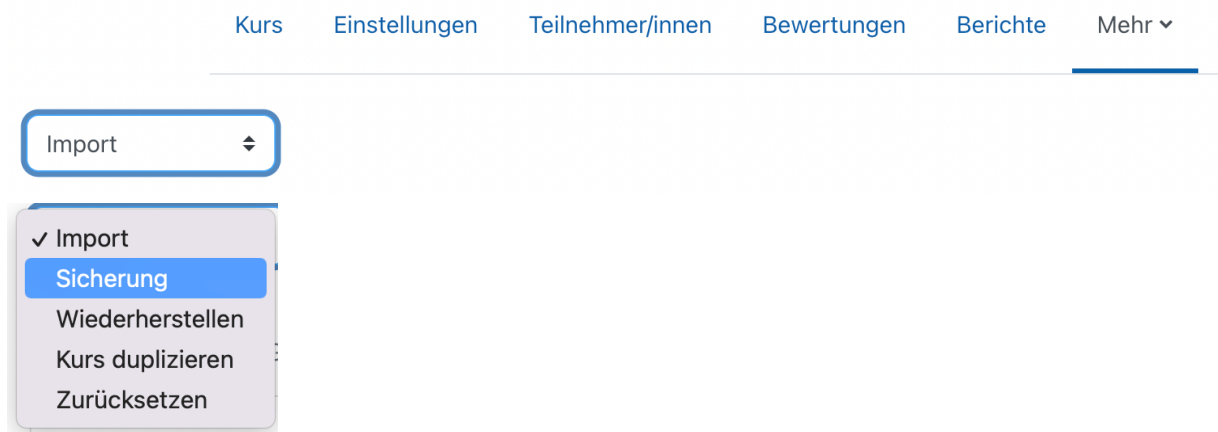 Kurs Einstellungen Teilnehmer/innen Bewertungen Berichte Mehr
Import
Import
Sicherung
Wiederherstellen
Kurs duplizieren
Zurücksetzen